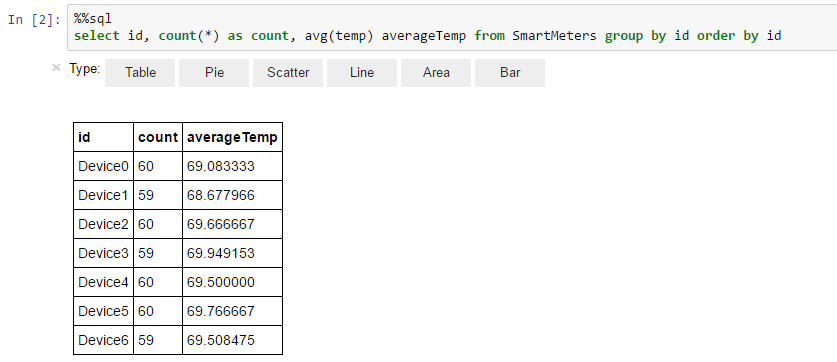 In [2]: %%sql
select id, count(*) as count, avg(temp) averageTemp from SmartMeters group by id order by id
× Type: Table Pie Scatter Line Area Bar
id count averageTemp
Device0 60 69.083333
Device1 59 68.677966
Device2 60 69.666667
Device3 59 69.949153
Device4 60 69.500000
Device5 60 69.766667
Device6 59 69.508475